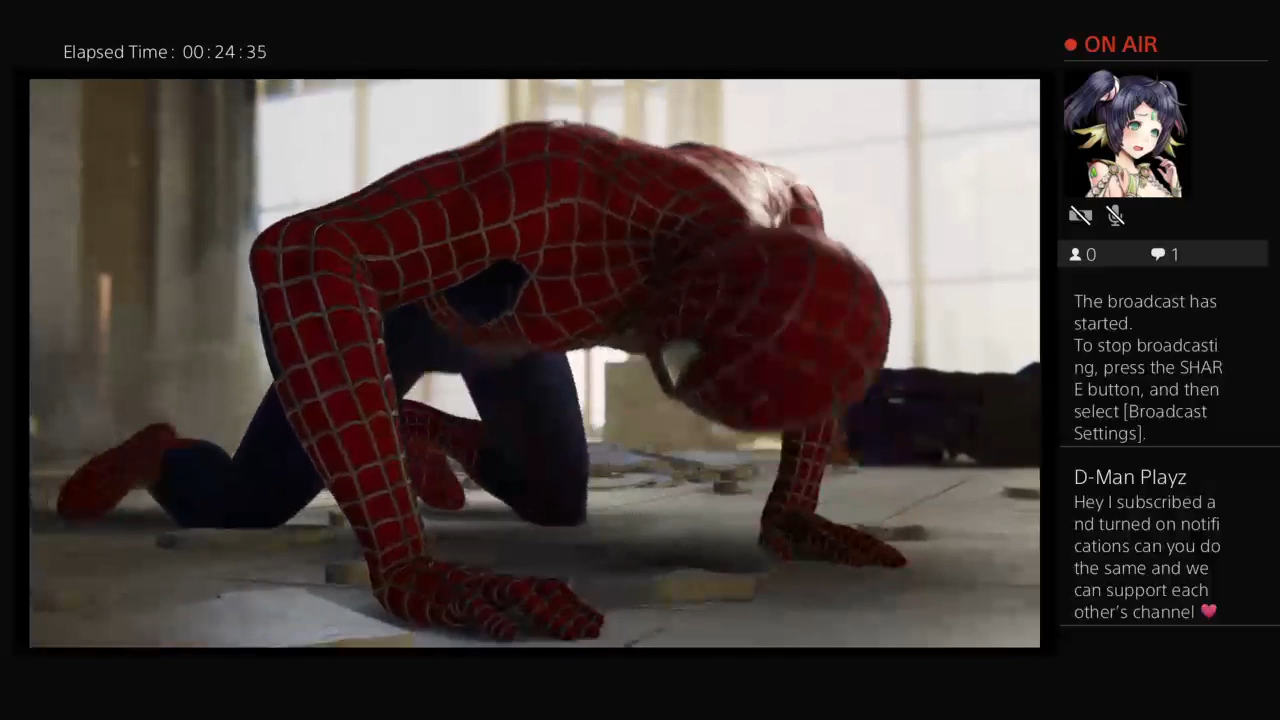 Elapsed Time: 00:24:35
ON AIR
0 1
The broadcast has
started.
To stop broadcasti
ng, press the SHAR
E button, and then
select [Broadcast
Settings].
D-Man Playz
Hey I subscribed a
nd turned on notifi
cations can you do
the same and we
can support each
other's channel 💗